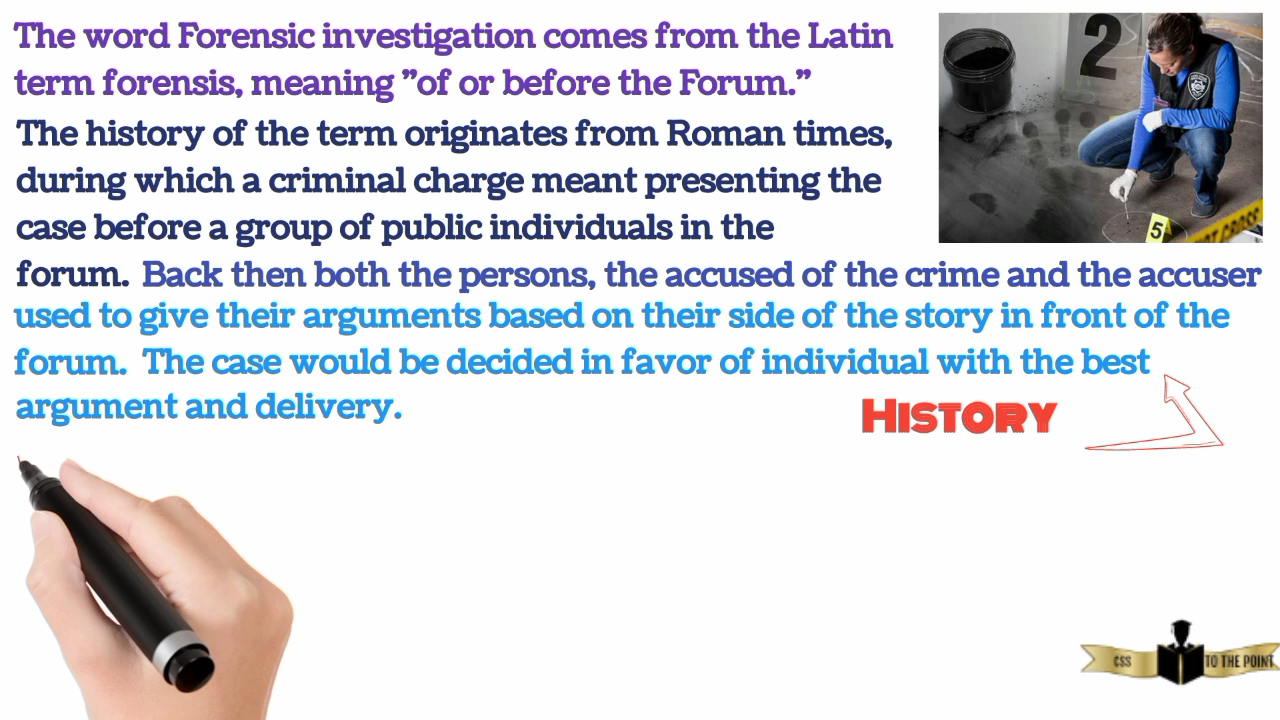 The word Forensic investigation comes from the Latin
term forensis, meaning ”of or before the Forum.”
The history of the term originates from Roman times,
during which a criminal charge meant presenting the
case before a group of public individuals in the
forum. Back then both the persons, the accused of the crime and the accuser
used to give their arguments based on their side of the story in front of the
forum. The case would be decided in favor of individual with the best
argument and delivery.
HISTORY
2
5
NOT CROSS
CSS TO THE POINT